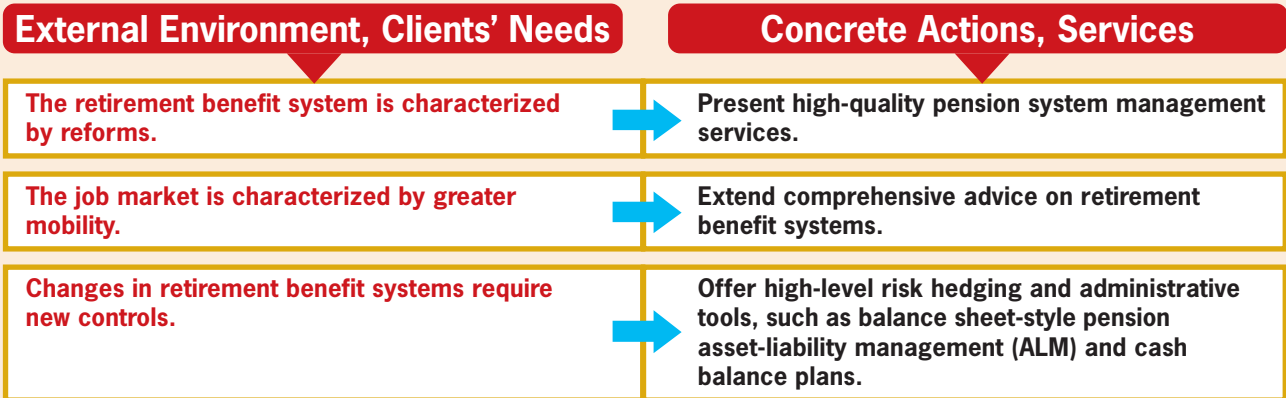 External Environment, Clients' Needs
Concrete Actions, Services
The retirement benefit system is characterized
by reforms.
Present high-quality pension system management
services.
The job market is characterized by greater
mobility.
Extend comprehensive advice on retirement
benefit systems.
Changes in retirement benefit systems require
new controls.
Offer high-level risk hedging and administrative
tools, such as balance sheet-style pension
asset-liability management (ALM) and cash
balance plans.